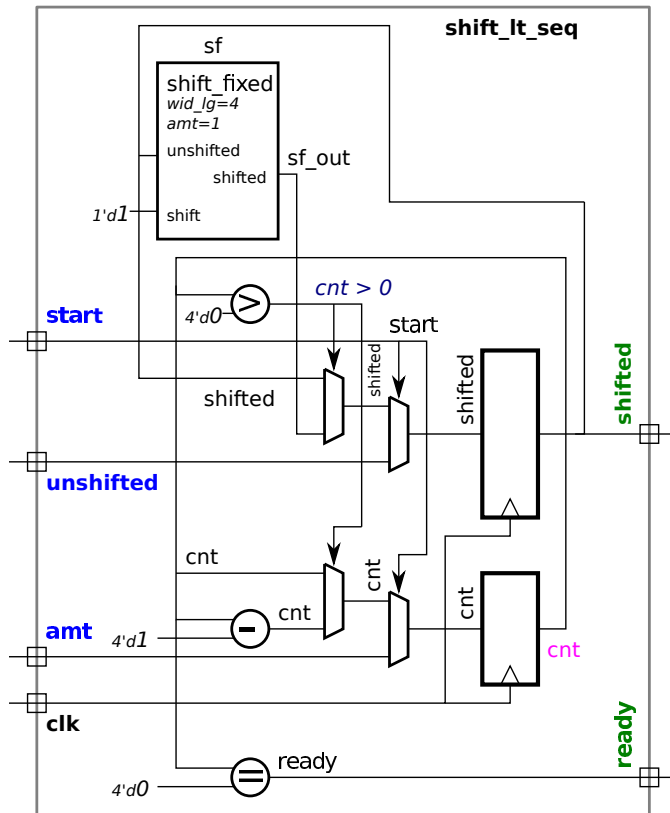 shift_lt_seq
sf
shift_fixed
wid_lg=4
amt=1
unshifted
sf_out
shifted
1'd1
shift
cnt > 0
4'd0
start
start
shifted
shifted
shifted
shifted
unshifted
cnt
cnt
cnt
cnt
4'd1
amt
cnt
clk
ready
ready
4'd0